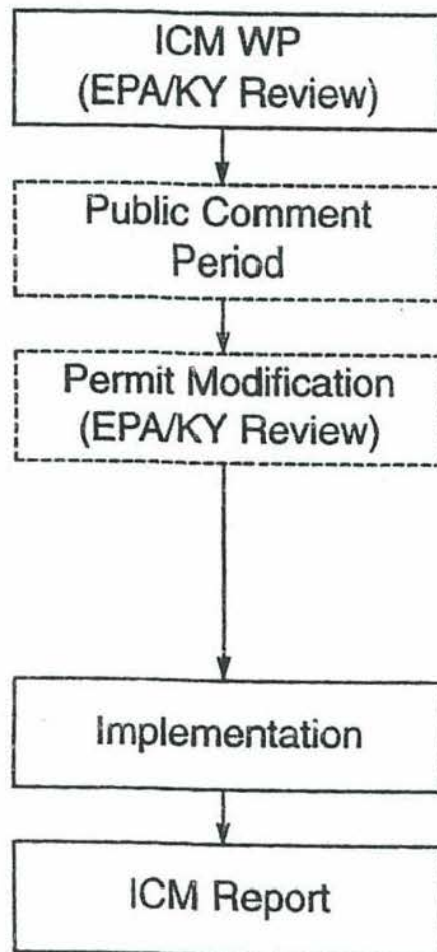 ICM WP
(EPA/KY Review)
Public Comment
Period
Permit Modification
(EPA/KY Review)
Implementation
ICM Report